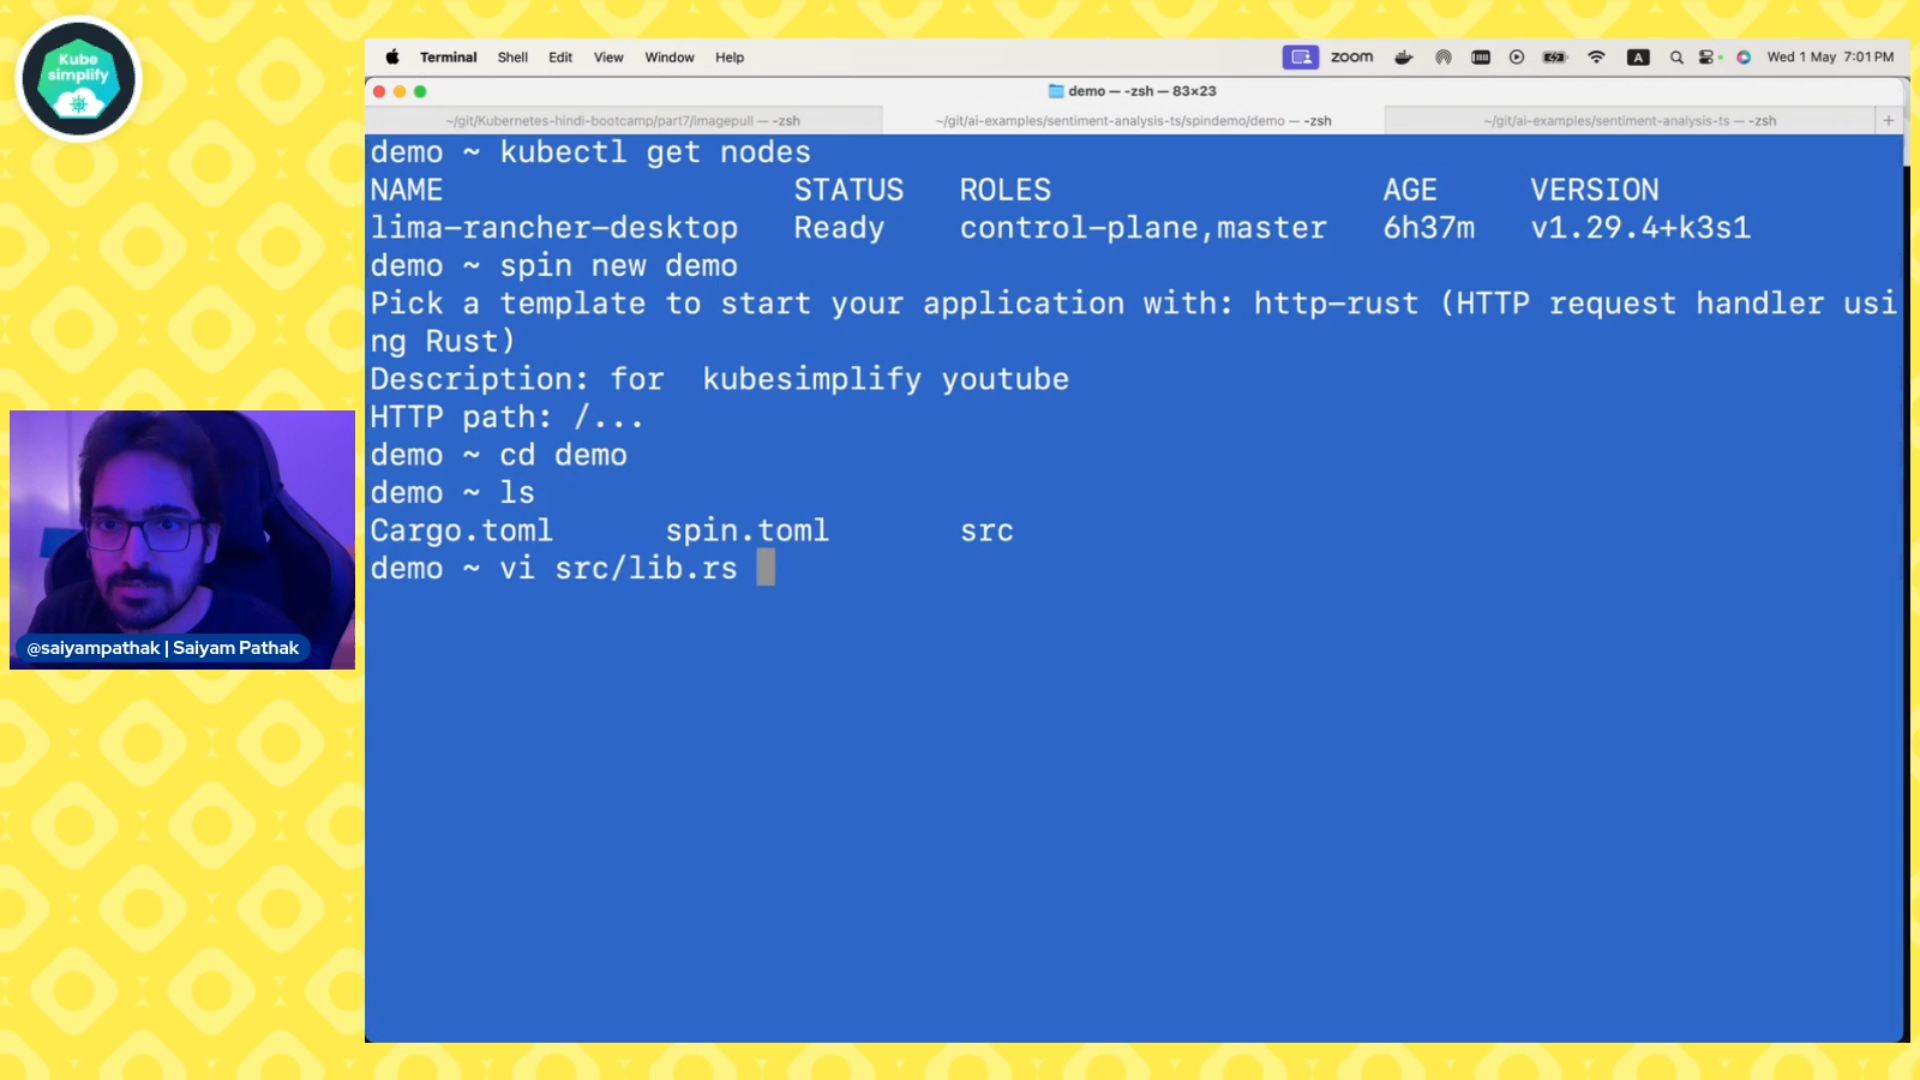 Kube
simplify
Terminal Shell Edit View Window Help
zoom
A
Wed 1 May 7:01 PM
demo — -zsh — 83×23
~/git/Kubernetes-hindi-bootcamp/part7/imagepull — -zsh
~/git/ai-examples/sentiment-analysis-ts/spindemo/demo — -zsh
~/git/ai-examples/sentiment-analysis-ts — -zsh
+
demo ~ kubectl get nodes
NAME STATUS ROLES AGE VERSION
lima-rancher-desktop Ready control-plane,master 6h37m v1.29.4+k3s1
demo ~ spin new demo
Pick a template to start your application with: http-rust (HTTP request handler usi
ng Rust)
Description: for  kubesimplify youtube
HTTP path: /...
demo ~ cd demo
demo ~ ls
Cargo.toml spin.toml src
demo ~ vi src/lib.rs
@saiyampathak | Saiyam Pathak